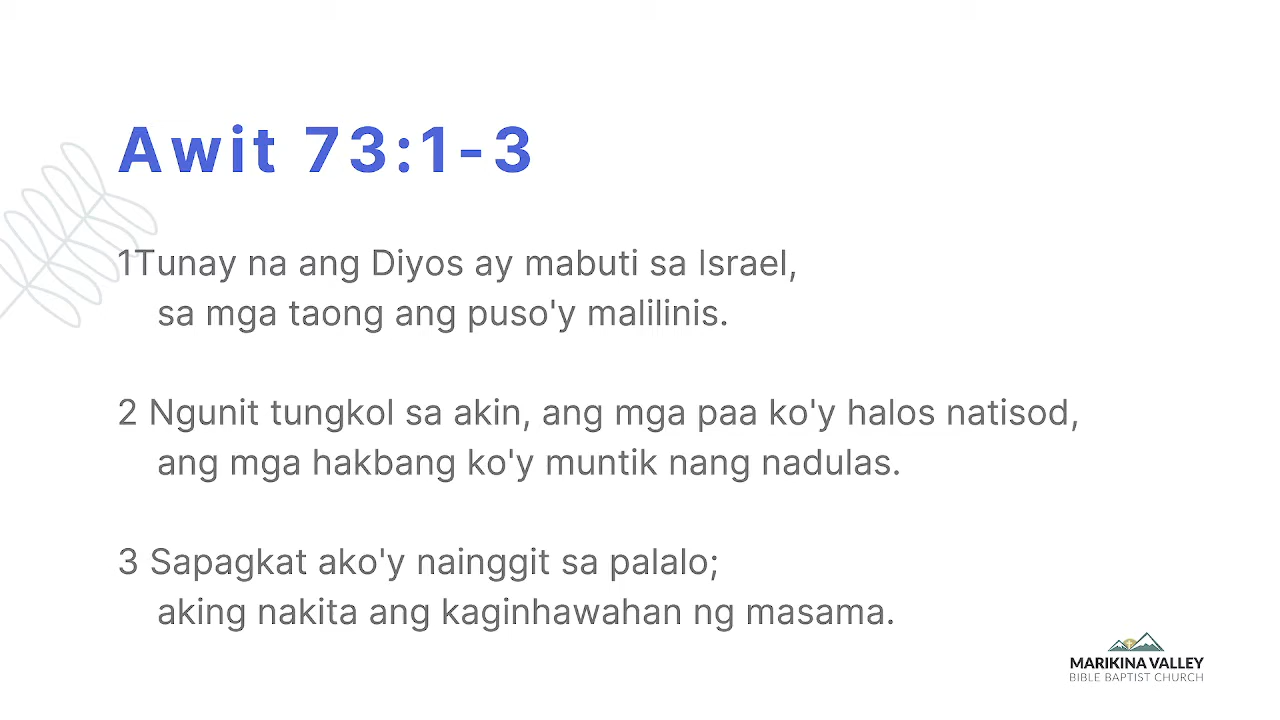 Awit 73:1-3
1Tunay na ang Diyos ay mabuti sa Israel,
sa mga taong ang puso'y malilinis.
2 Ngunit tungkol sa akin, ang mga paa ko'y halos natisod,
ang mga hakbang ko'y muntik nang nadulas.
3 Sapagkat ako'y nainggit sa palalo;
aking nakita ang kaginhawahan ng masama.
MARIKINA VALLEY
BIBLE BAPTIST CHURCH